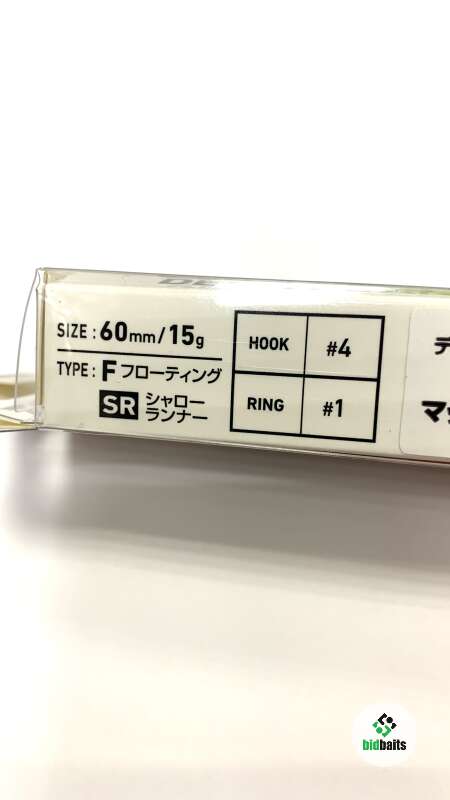 SIZE : 60mm/15g
TYPE : F フローティング
SR シャロー
ランナー
HOOK #4
RING #1
bidbaits